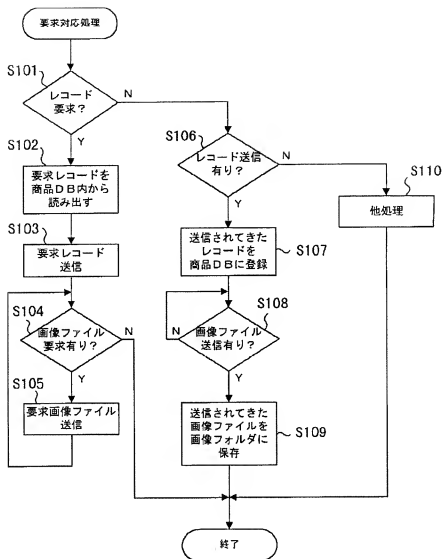 要求対応処理
S101
レコード
要求？
N
Y
S102
要求レコードを
商品DB内から
読み出す
S103
要求レコード
送信
S104
画像ファイル
要求有り？
N
Y
S105
要求画像ファイル
送信
S106
レコード送信
有り？
N
Y
S107
送信されてきた
レコードを
商品DBに登録
S108
画像ファイル
送信有り？
N
Y
S109
送信されてきた
画像ファイルを
画像フォルダに
保存
S110
他処理
終了